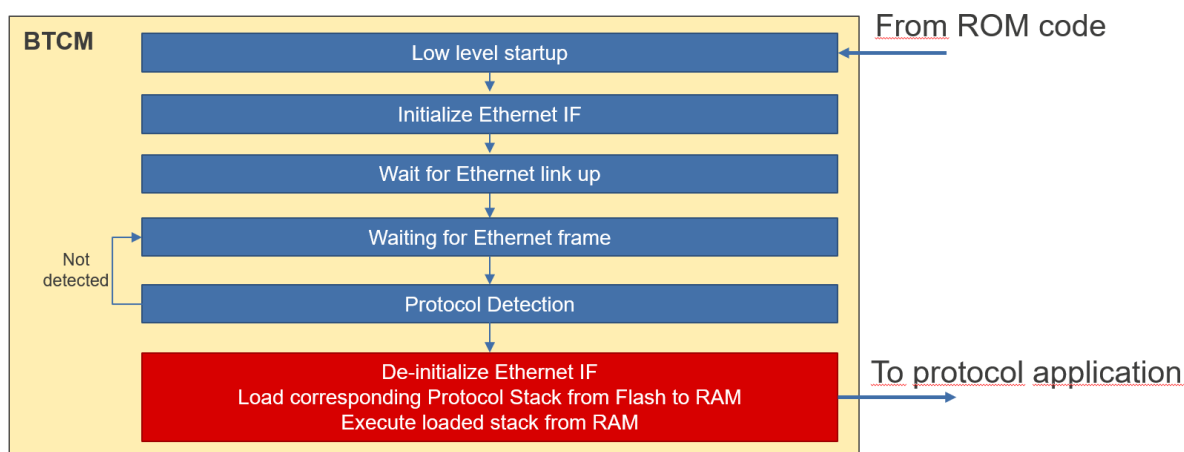 BTCM
From ROM code
Low level startup
Initialize Ethernet IF
Wait for Ethernet link up
Waiting for Ethernet frame
Not
detected
Protocol Detection
De-initialize Ethernet IF
Load corresponding Protocol Stack from Flash to RAM
Execute loaded stack from RAM
To protocol application